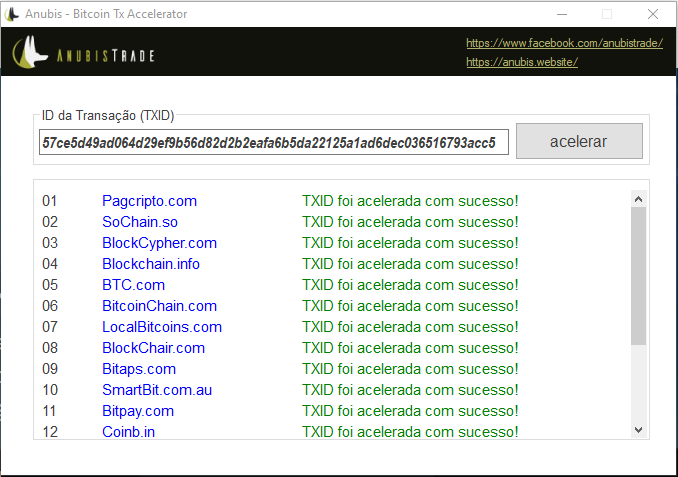 Anubis - Bitcoin Tx Accelerator
ANUBISTRADE
https://www.facebook.com/anubistrade/
https://anubis.website/
ID da Transação (TXID)
57ce5d49ad064d29ef9b56d82d2b2eafa6b5da22125a1ad6dec036516793acc5
acelerar
01 Pagcripto.com TXID foi acelerada com sucesso!
02 SoChain.so TXID foi acelerada com sucesso!
03 BlockCypher.com TXID foi acelerada com sucesso!
04 Blockchain.info TXID foi acelerada com sucesso!
05 BTC.com TXID foi acelerada com sucesso!
06 BitcoinChain.com TXID foi acelerada com sucesso!
07 LocalBitcoins.com TXID foi acelerada com sucesso!
08 BlockChair.com TXID foi acelerada com sucesso!
09 Bitaps.com TXID foi acelerada com sucesso!
10 SmartBit.com.au TXID foi acelerada com sucesso!
11 Bitpay.com TXID foi acelerada com sucesso!
12 Coinb.in TXID foi acelerada com sucesso!